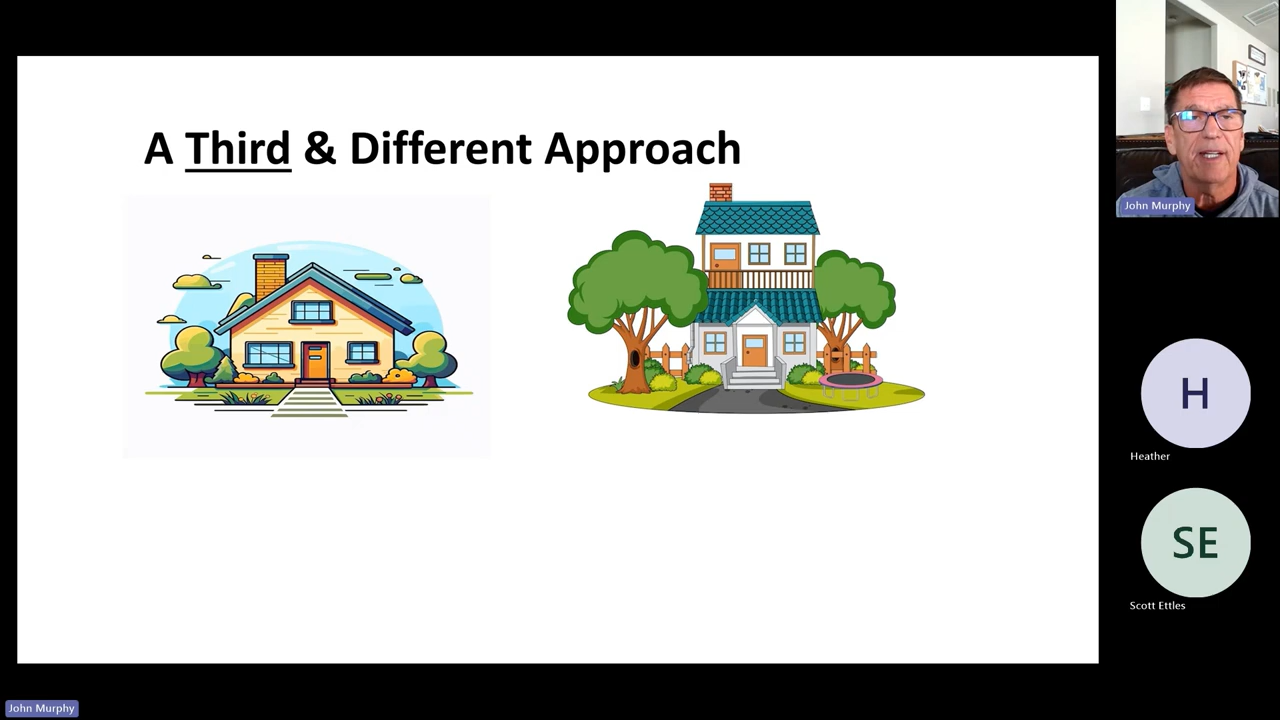 A Third & Different Approach
John Murphy
H
Heather
SE
Scott Ettles
John Murphy